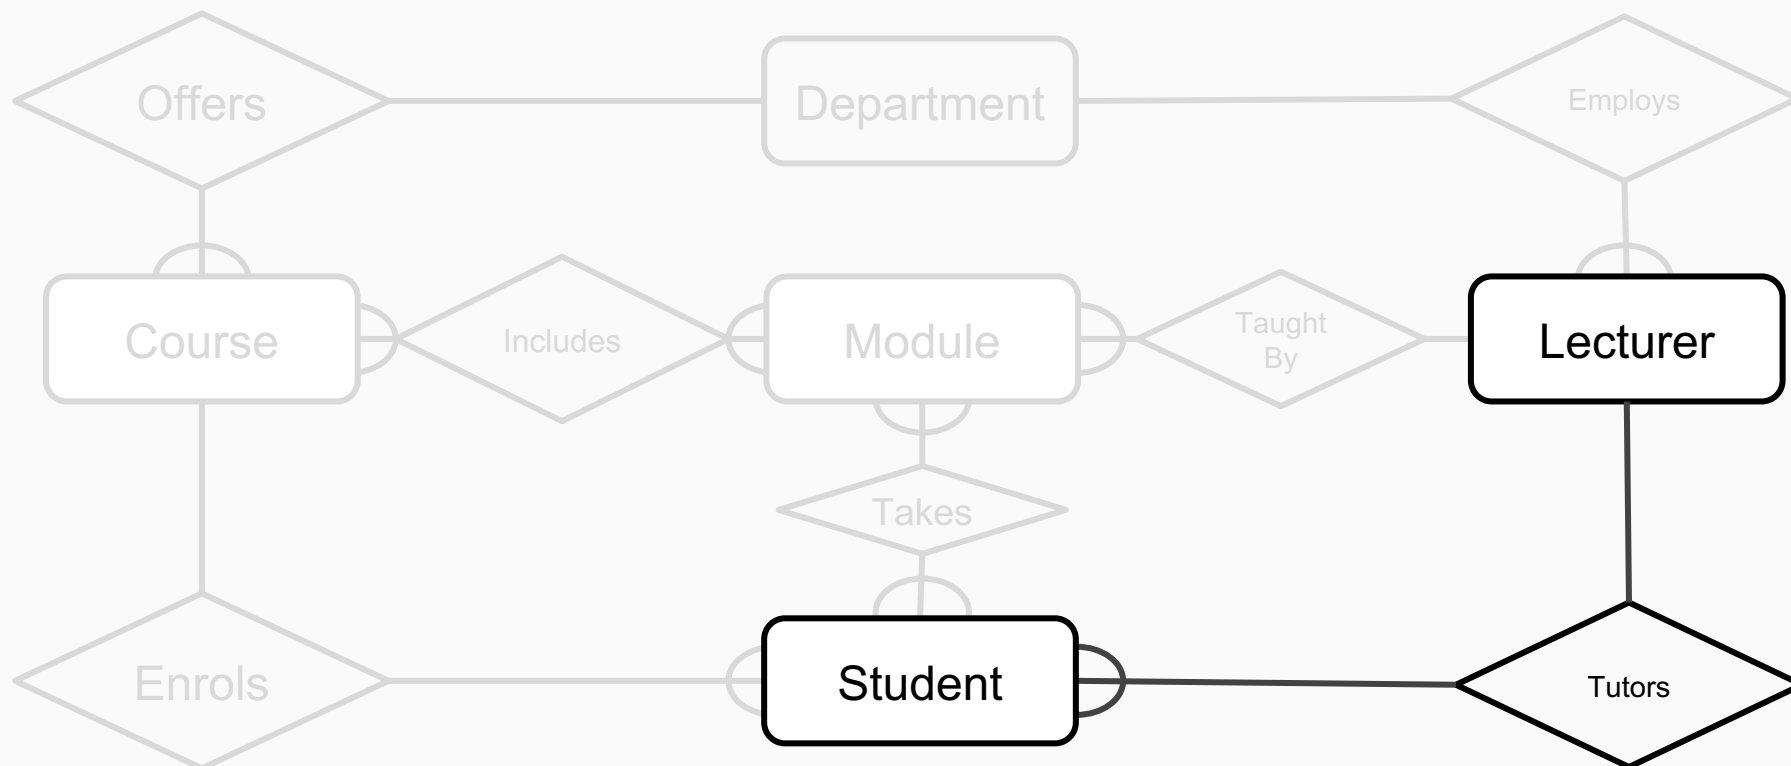 Offers
Department
Employs
Course
Includes
Module
Taught
By
Lecturer
Takes
Enrols
Student
Tutors